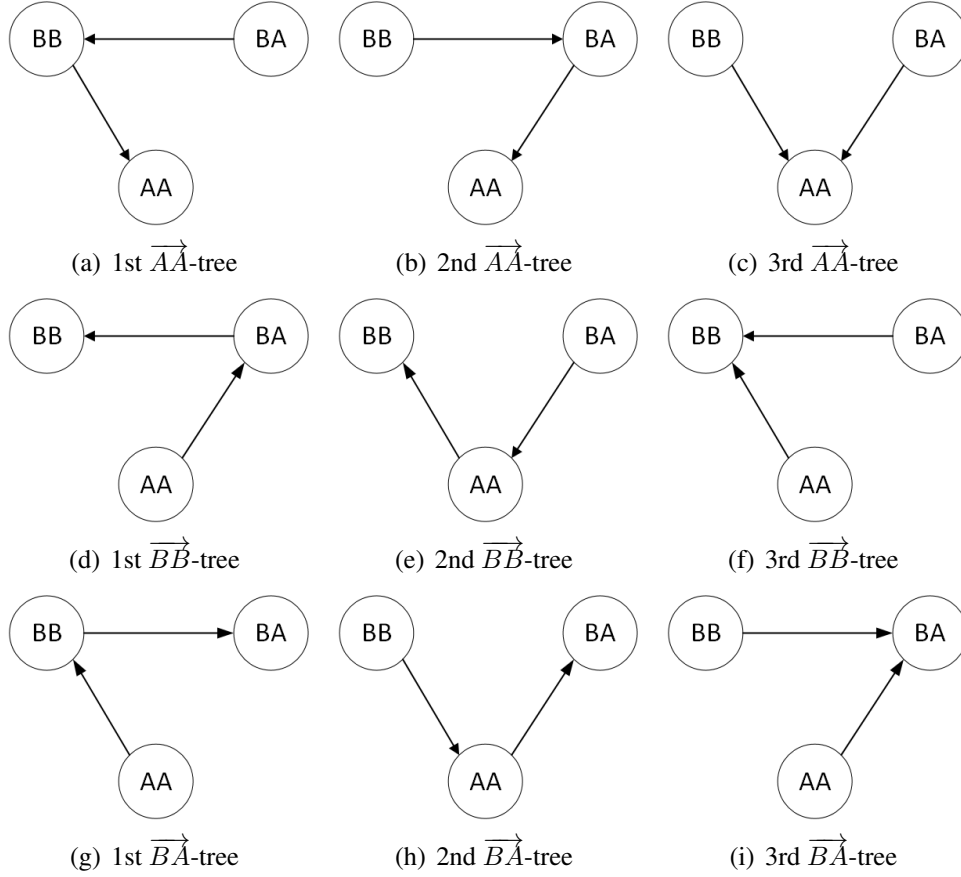 BB BA BB BA BB BA
AA AA AA
(a) 1st $\overrightarrow{AA}$-tree (b) 2nd $\overrightarrow{AA}$-tree (c) 3rd $\overrightarrow{AA}$-tree
BB BA BB BA BB BA
AA AA AA
(d) 1st $\overrightarrow{BB}$-tree (e) 2nd $\overrightarrow{BB}$-tree (f) 3rd $\overrightarrow{BB}$-tree
BB BA BB BA BB BA
AA AA AA
(g) 1st $\overrightarrow{BA}$-tree (h) 2nd $\overrightarrow{BA}$-tree (i) 3rd $\overrightarrow{BA}$-tree